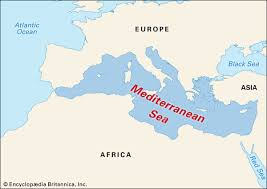 Atlantic
Ocean
EUROPE
Black Sea
ASIA
Mediterranean
Sea
AFRICA
Red Sea
© Encyclopædia Britannica, Inc.